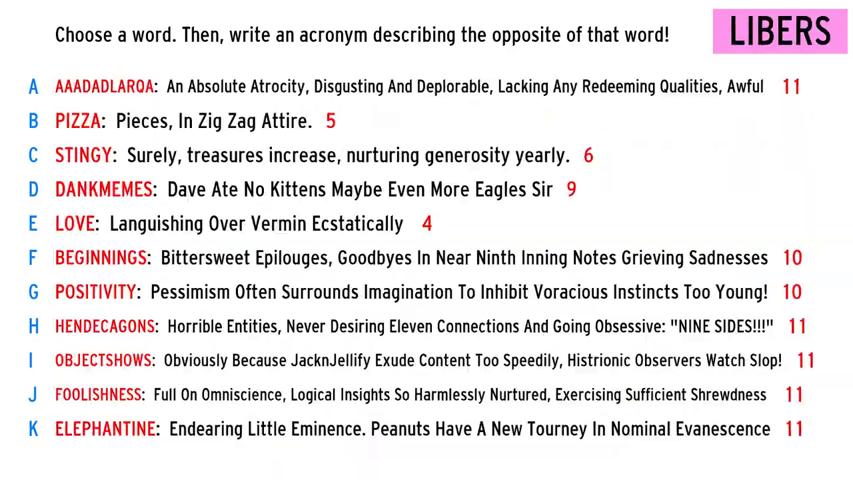 Choose a word. Then, write an acronym describing the opposite of that word!
LIBERS
A AAADADLARQA: An Absolute Atrocity, Disgusting And Deplorable, Lacking Any Redeeming Qualities, Awful 11
B PIZZA: Pieces, In Zig Zag Attire. 5
C STINGY: Surely, treasures increase, nurturing generosity yearly. 6
D DANKMEMES: Dave Ate No Kittens Maybe Even More Eagles Sir 9
E LOVE: Languishing Over Vermin Ecstatically 4
F BEGINNINGS: Bittersweet Epilouges, Goodbyes In Near Ninth Inning Notes Grieving Sadnesses 10
G POSITIVITY: Pessimism Often Surrounds Imagination To Inhibit Voracious Instincts Too Young! 10
H HENDECAGONS: Horrible Entities, Never Desiring Eleven Connections And Going Obsessive: "NINE SIDES!!!" 11
I OBJECTSHOWS: Obviously Because JacknJellify Exude Content Too Speedily, Histrionic Observers Watch Slop! 11
J FOOLISHNESS: Full On Omniscience, Logical Insights So Harmlessly Nurtured, Exercising Sufficient Shrewdness 11
K ELEPHANTINE: Endearing Little Eminence. Peanuts Have A New Tourney In Nominal Evanescence 11